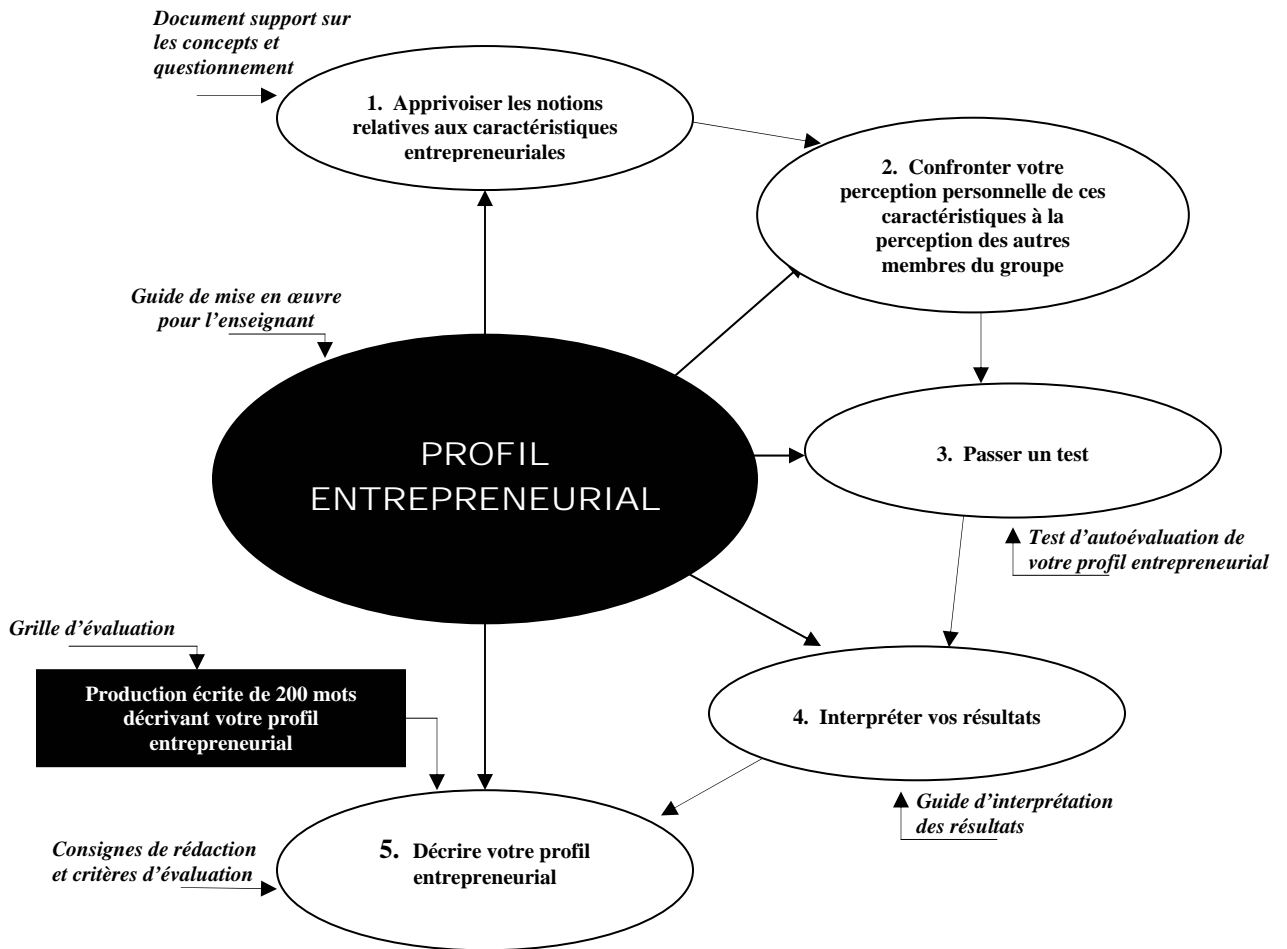 Document support sur
les concepts et
questionnement
1. Apprivoiser les notions
relatives aux caractéristiques
entrepreneuriales
2. Confronter votre
perception personnelle de ces
caractéristiques à la
perception des autres
membres du groupe
Guide de mise en œuvre
pour l'enseignant
PROFIL
ENTREPRENEURIAL
3. Passer un test
Test d'autoévaluation de
votre profil entrepreneurial
Grille d'évaluation
Production écrite de 200 mots
décrivant votre profil
entrepreneurial
4. Interpréter vos résultats
Guide d'interprétation
des résultats
5. Décrire votre profil
entrepreneurial
Consignes de rédaction
et critères d'évaluation